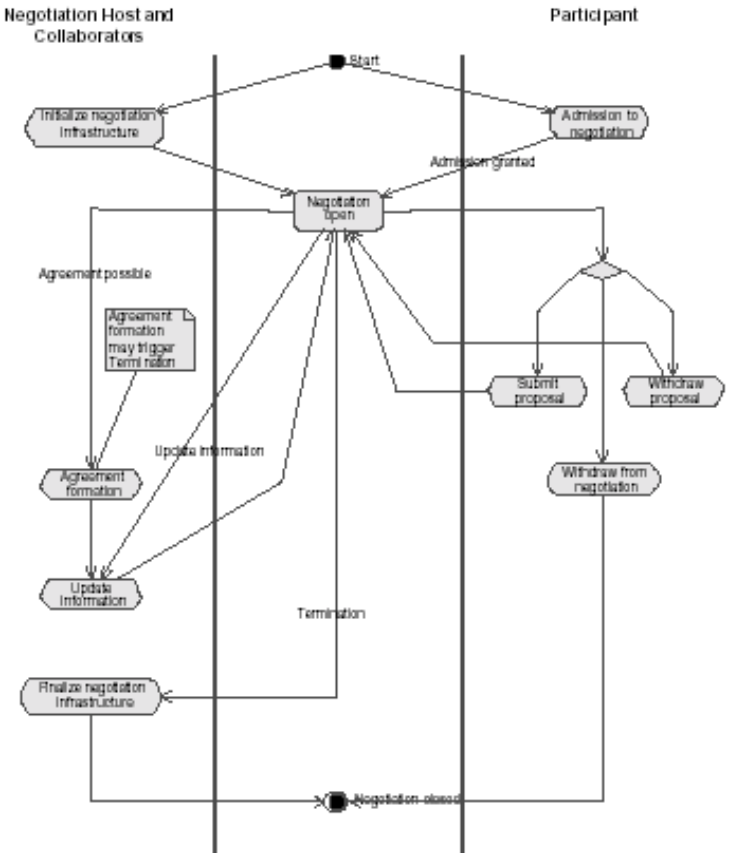 Negotiation Host and
Collaborators
Participant
Start
Initialize negotiation
Infrastructure
Admission to
negotiation
Admission granted
Negotiation
open
Agreement possible
Agreement
formation
may trigger
Termination
Submit
proposal
Withdraw
proposal
Update Information
Agreement
formation
Withdraw from
negotiation
Update
Information
Termination
Finalize negotiation
Infrastructure
Negotiation closed